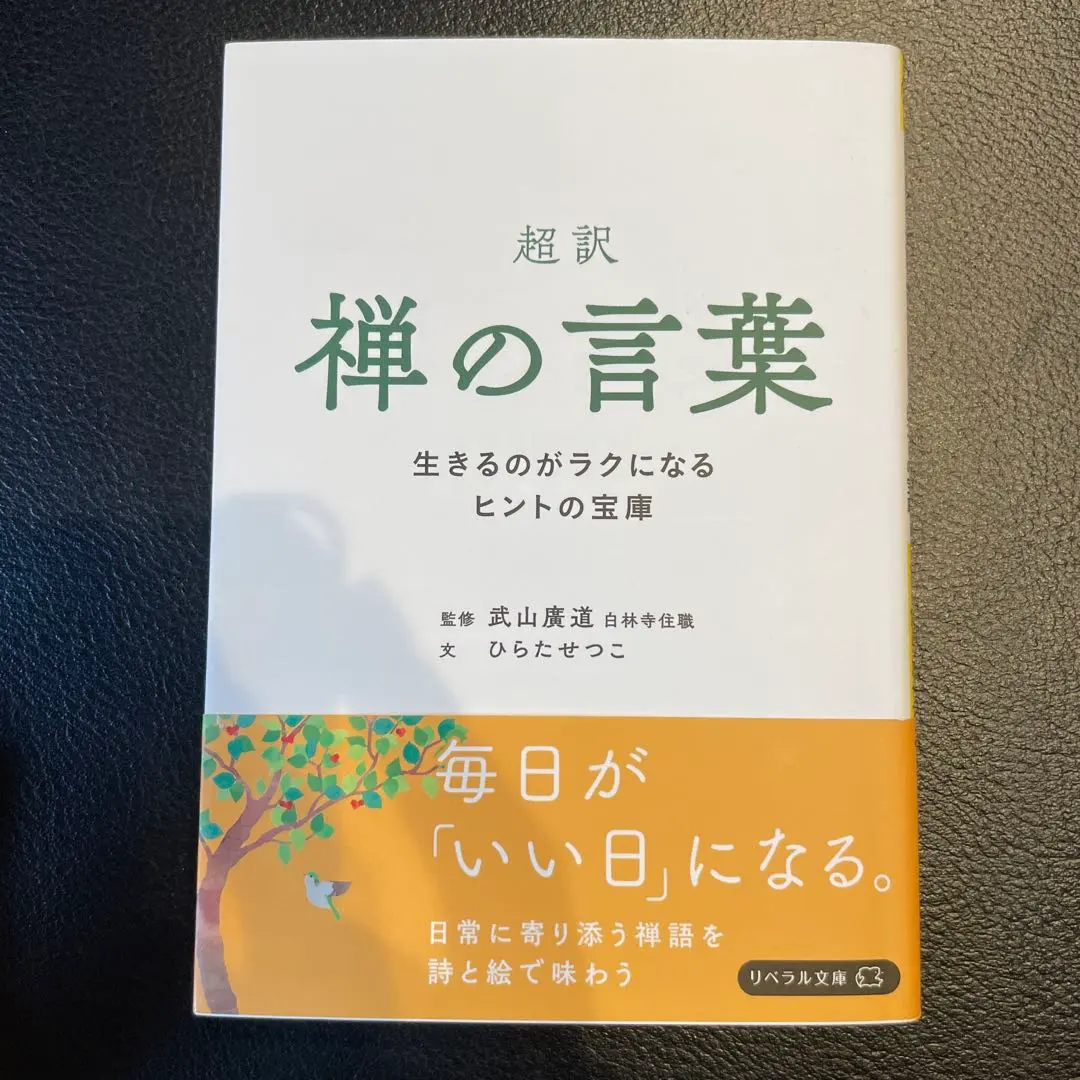 超訳
禅の言葉
生きるのがラクになる
ヒントの宝庫
監修 武山廣道 白林寺住職
文 ひらたせつこ
毎日が
「いい日」になる。
日常に寄り添う禅語を
詩と絵で味わう
リベラル文庫